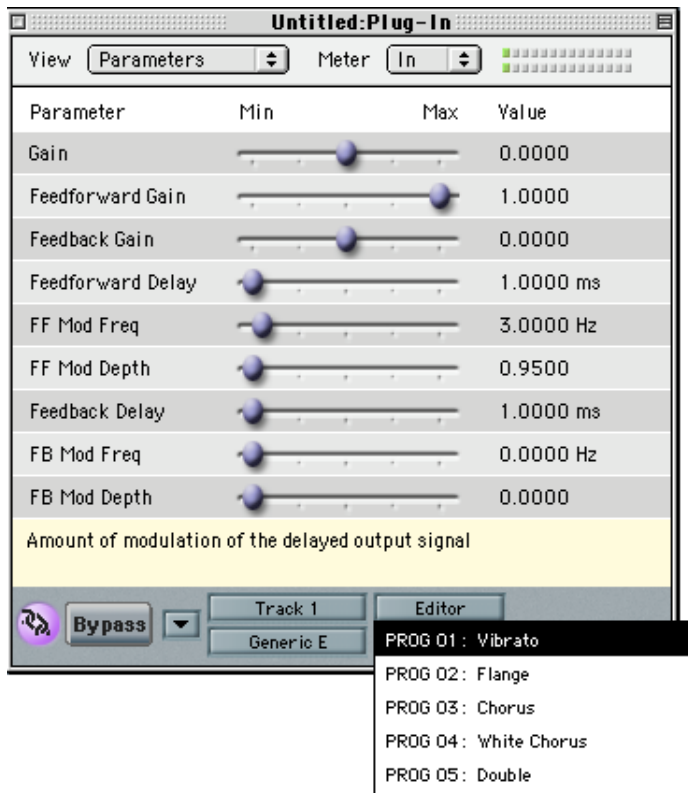 Untitled:Plug-In
View Parameters Meter In
Parameter Min Max Value
Gain 0.0000
Feedforward Gain 1.0000
Feedback Gain 0.0000
Feedforward Delay 1.0000 ms
FF Mod Freq 3.0000 Hz
FF Mod Depth 0.9500
Feedback Delay 1.0000 ms
FB Mod Freq 0.0000 Hz
FB Mod Depth 0.0000
Amount of modulation of the delayed output signal
Bypass Track 1 Editor
Generic E
PROG 01: Vibrato
PROG 02: Flange
PROG 03: Chorus
PROG 04: White Chorus
PROG 05: Double